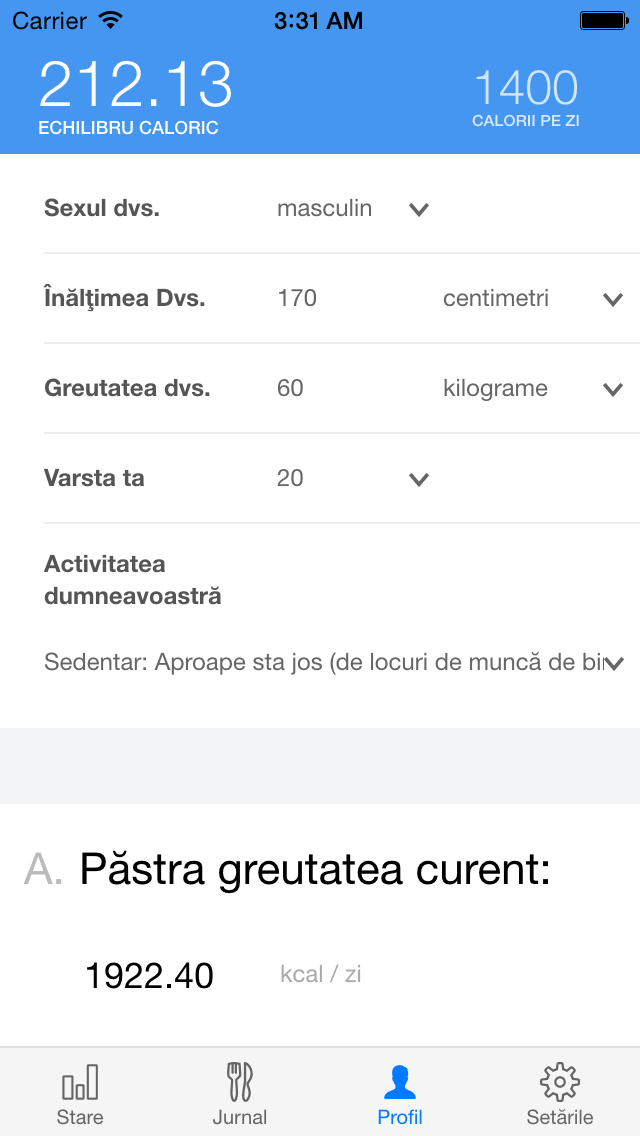 Carrier 3:31 AM
212.13 1400
ECHILIBRU CALORIC CALORII PE ZI
Sexul dvs. masculin
Înălţimea Dvs. 170 centimetri
Greutatea dvs. 60 kilograme
Varsta ta 20
Activitatea
dumneavoastră
Sedentar: Aproape sta jos (de locuri de muncă de
A. Păstra greutatea curent:
1922.40 kcal / zi
Stare Jurnal Profil Setările